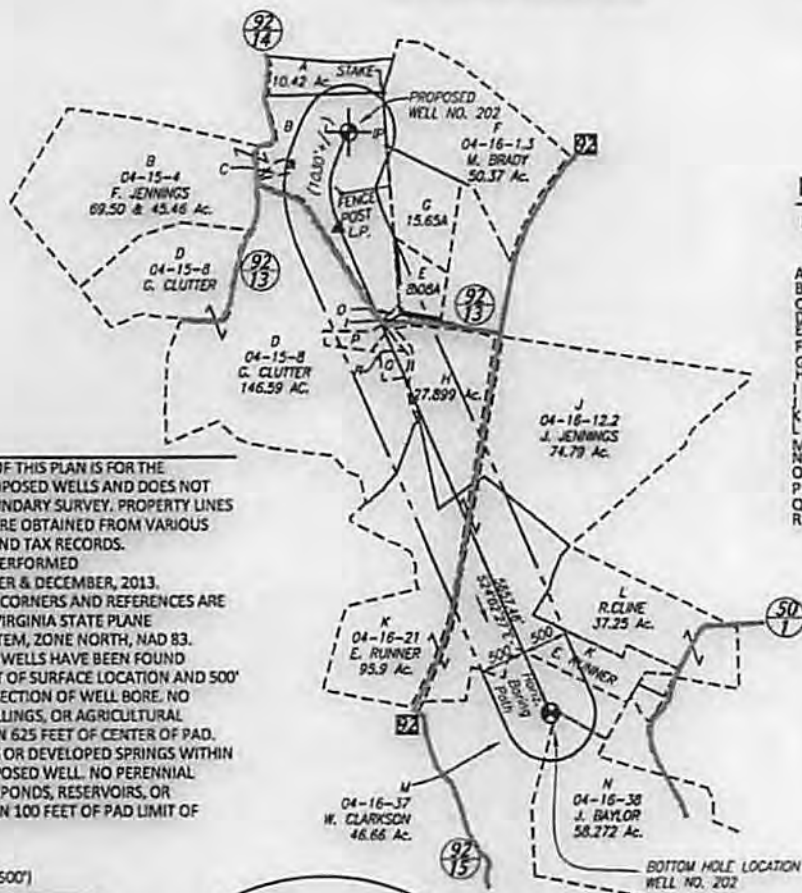 92
14
A
10.42 Ac.
STAKE
PROPOSED
WELL NO. 202
B
IP
F
04-16-1.3
M. BRADY
50.37 Ac.
92
B
04-15-4
F. JENNINGS
69.50 & 45.46 Ac.
C
(1030'+/-)
FENCE
POST
L.P.
G
15.65A
E
D
04-15-8
G. CLUTTER
92
13
92
13
O
P
R
Q
H
27.899 Ac.
D
04-15-8
G. CLUTTER
146.59 AC.
J
04-16-12.2
J. JENNINGS
74.79 Ac.
A
B
C
D
E
F
G
H
I
J
K
L
M
N
O
P
Q
R
OF THIS PLAN IS FOR THE
POSED WELLS AND DOES NOT
UNDARY SURVEY. PROPERTY LINES
RE OBTAINED FROM VARIOUS
ND TAX RECORDS.
ERFORMED
ER & DECEMBER, 2013.
CORNERS AND REFERENCES ARE
VIRGINIA STATE PLANE
TEM, ZONE NORTH, NAD 83.
WELLS HAVE BEEN FOUND
T OF SURFACE LOCATION AND 500'
ECTION OF WELL BORE. NO
LLINGS, OR AGRICULTURAL
N 625 FEET OF CENTER OF PAD.
OR DEVELOPED SPRINGS WITHIN
POSED WELL. NO PERENNIAL
PONDS, RESERVOIRS, OR
N 100 FEET OF PAD LIMIT OF
500')
L
R.CLINE
37.25 Ac.
50
1
K
04-16-21
E. RUNNER
95.9 Ac.
500'
500'
K
E. RUNNER
Horiz.
Boring
Path
92
M
04-16-37
W. CLARKSON
46.66 Ac.
N
04-16-38
J. BAYLOR
58.272 Ac.
92
15
BOTTOM HOLE LOCATION
WELL NO. 202